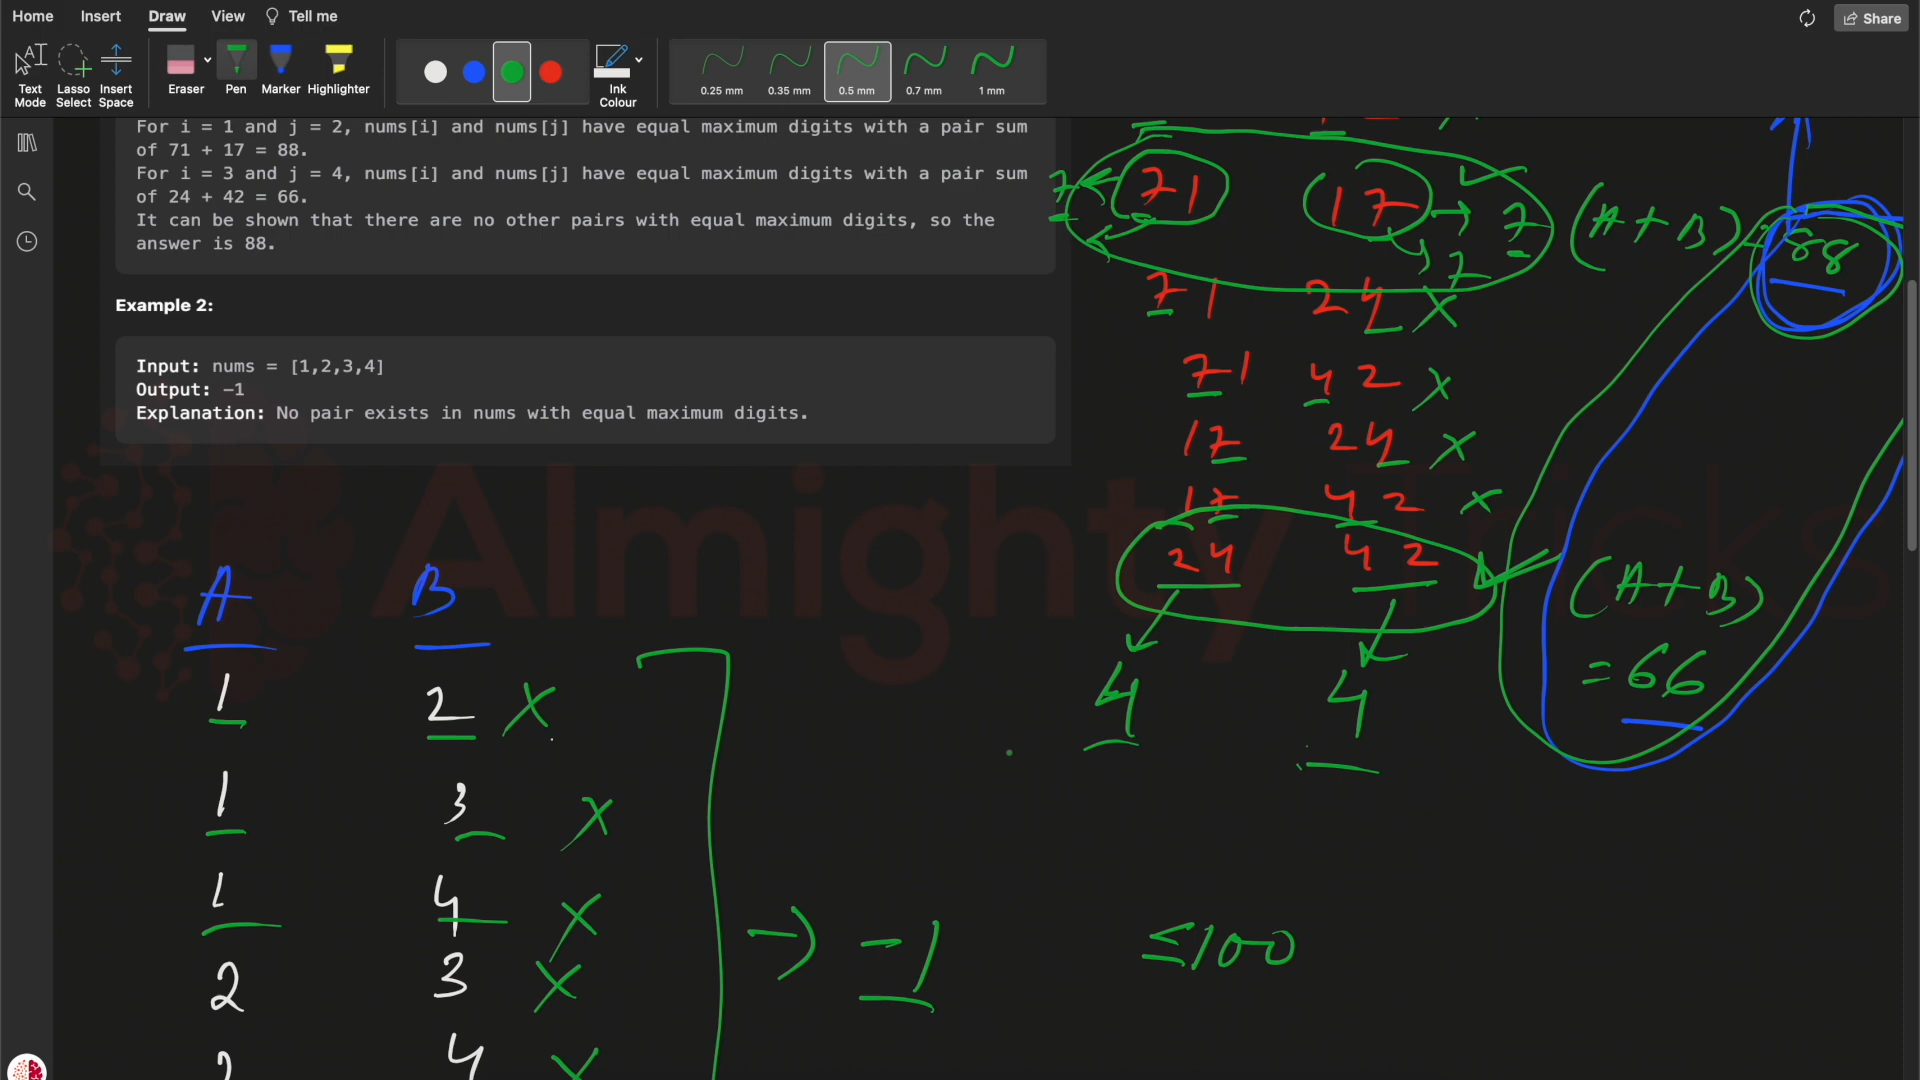 Home Insert Draw View Tell me
Share
Text Mode
Lasso Select
Insert Space
Eraser
Pen
Marker
Highlighter
Ink Colour
0.25 mm
0.35 mm
0.5 mm
0.7 mm
1 mm
For i = 1 and j = 2, nums[i] and nums[j] have equal maximum digits with a pair sum
of 71 + 17 = 88.
For i = 3 and j = 4, nums[i] and nums[j] have equal maximum digits with a pair sum
of 24 + 42 = 66.
It can be shown that there are no other pairs with equal maximum digits, so the
answer is 88.
Example 2:
Input: nums = [1,2,3,4]
Output: -1
Explanation: No pair exists in nums with equal maximum digits.
Almighty Tricks
7 71 17 7 (A+B) 88
7
71 24 X
71 42 X
17 24 X
17 42 X
24 42
(A+B)
= 66
4 4
A B
1 2 X
1 3 X
1 4 X
2 3 X
2 4 X
→ -1
≤100